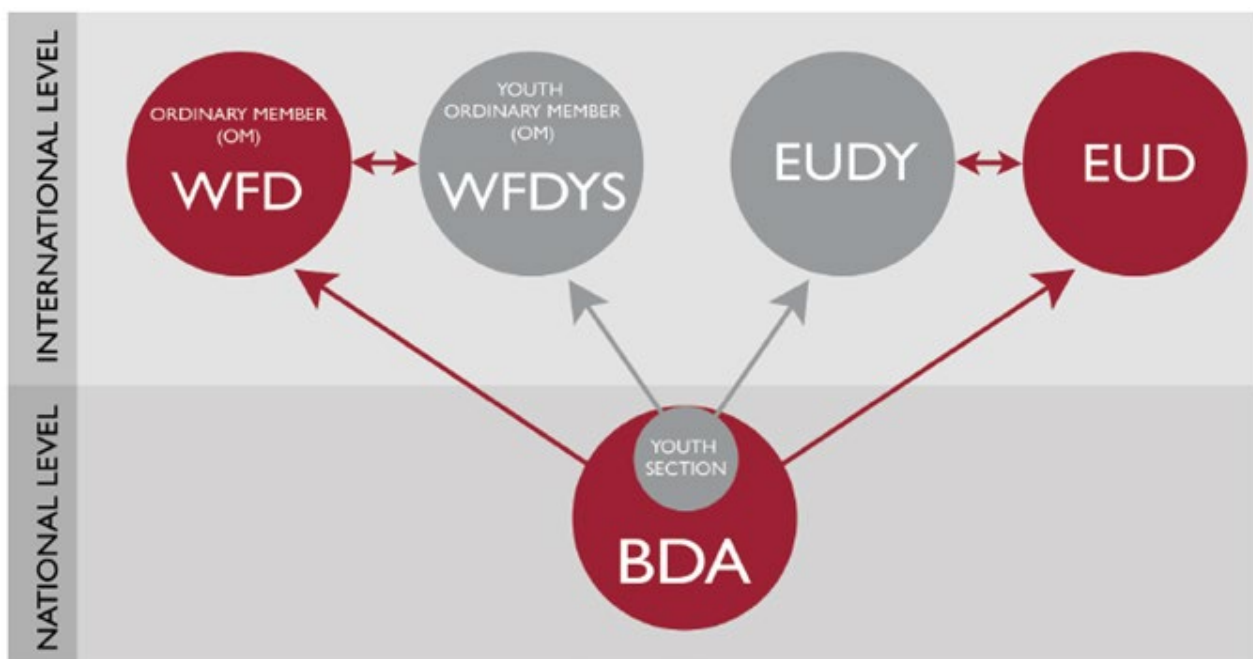 INTERNATIONAL LEVEL
ORDINARY MEMBER
(OM)
WFD
YOUTH
ORDINARY MEMBER
(OM)
WFDYS
EUDY
EUD
NATIONAL LEVEL
YOUTH
SECTION
BDA